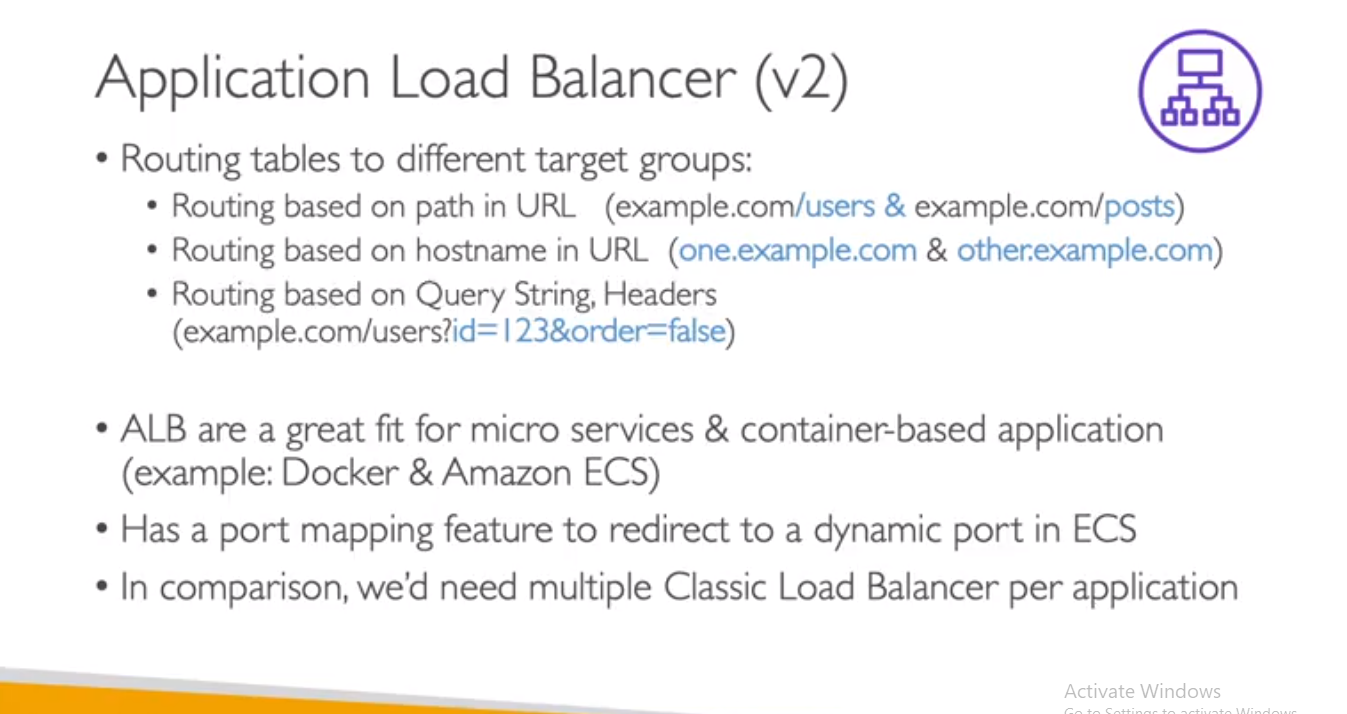 Application Load Balancer (v2)
• Routing tables to different target groups:
• Routing based on path in URL (example.com/users & example.com/posts)
• Routing based on hostname in URL (one.example.com & other.example.com)
• Routing based on Query String, Headers
(example.com/users?id=123&order=false)
• ALB are a great fit for micro services & container-based application
(example: Docker & Amazon ECS)
• Has a port mapping feature to redirect to a dynamic port in ECS
• In comparison, we'd need multiple Classic Load Balancer per application
Activate Windows
Go to Settings to activate Windows.